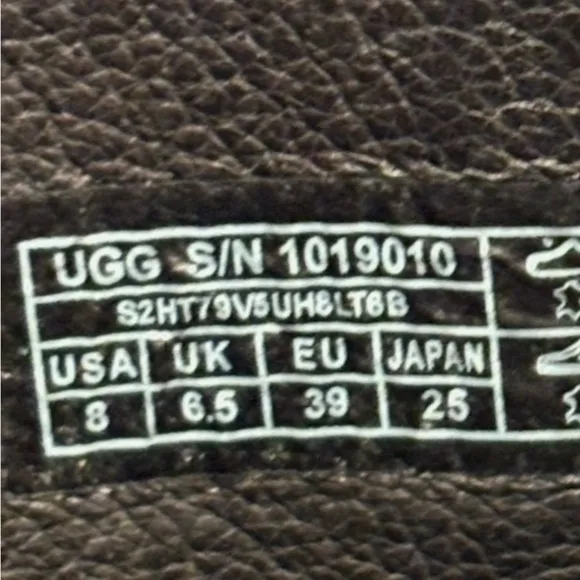 UGG S/N 1019010
S2HT79V5UH8LT6B
USA UK EU JAPAN
8 6.5 39 25